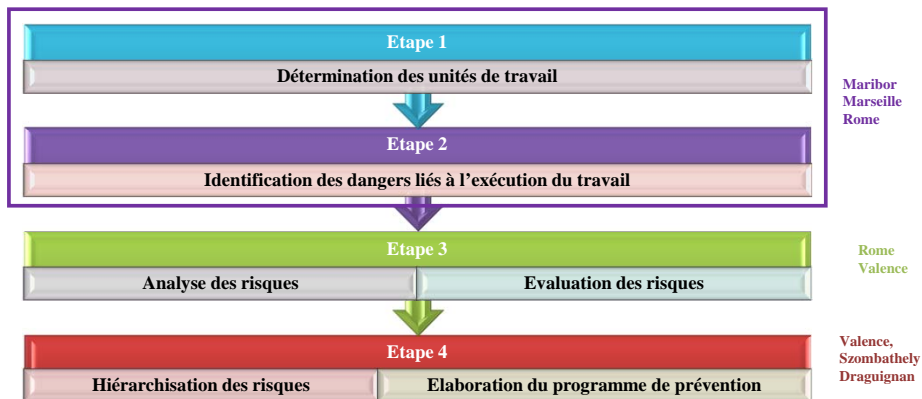 Etape 1
Détermination des unités de travail
Maribor
Marseille
Rome
Etape 2
Identification des dangers liés à l'exécution du travail
Etape 3
Analyse des risques
Evaluation des risques
Rome
Valence
Etape 4
Hiérarchisation des risques
Elaboration du programme de prévention
Valence,
Szombathely
Draguignan